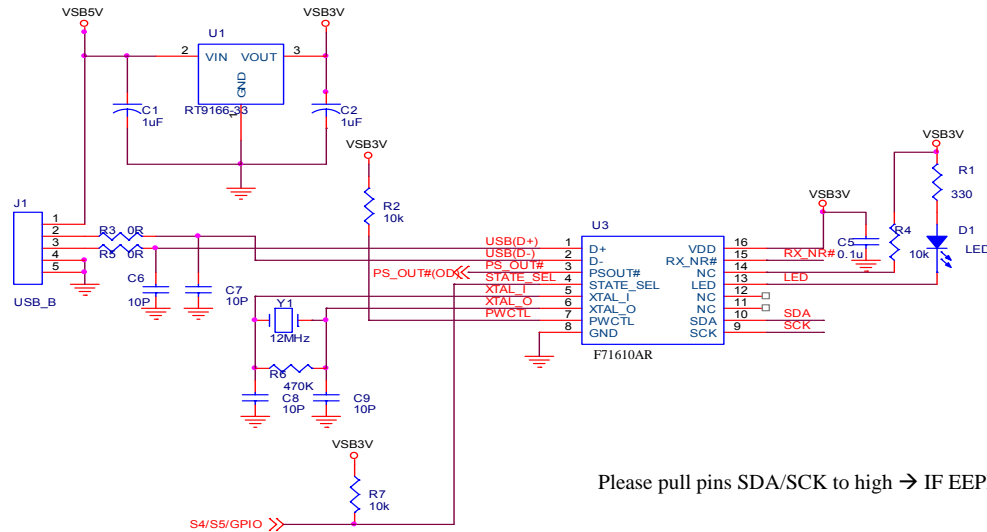 VSB5V
VSB3V
U1
2 VIN VOUT 3
GND
1
RT9166-33
C1
1uF
C2
1uF
VSB3V
VSB3V
R1
330
J1
1
2
3
4
5
USB_B
R3 0R
R5 0R
R2
10k
U3
VSB3V
C5
0.1u
R4
10k
D1
LED
C6
10P
C7
10P
USB(D+) 1 D+ VDD 16
USB(D-) 2 D- RX_NR# 15 RX_NR#
PS_OUT#(OD) PS_OUT# 3 PSOUT# NC 14
STATE_SEL 4 STATE_SEL LED 13 LED
XTAL_I 5 XTAL_I NC 12
XTAL_O 6 XTAL_O NC 11
PWCTL 7 PWCTL SDA 10 SDA
8 GND SCK 9 SCK
F71610AR
Y1
12MHz
R6
470K
C8
10P
C9
10P
VSB3V
R7
10k
S4/S5/GPIO
Please pull pins SDA/SCK to high → IF EEP